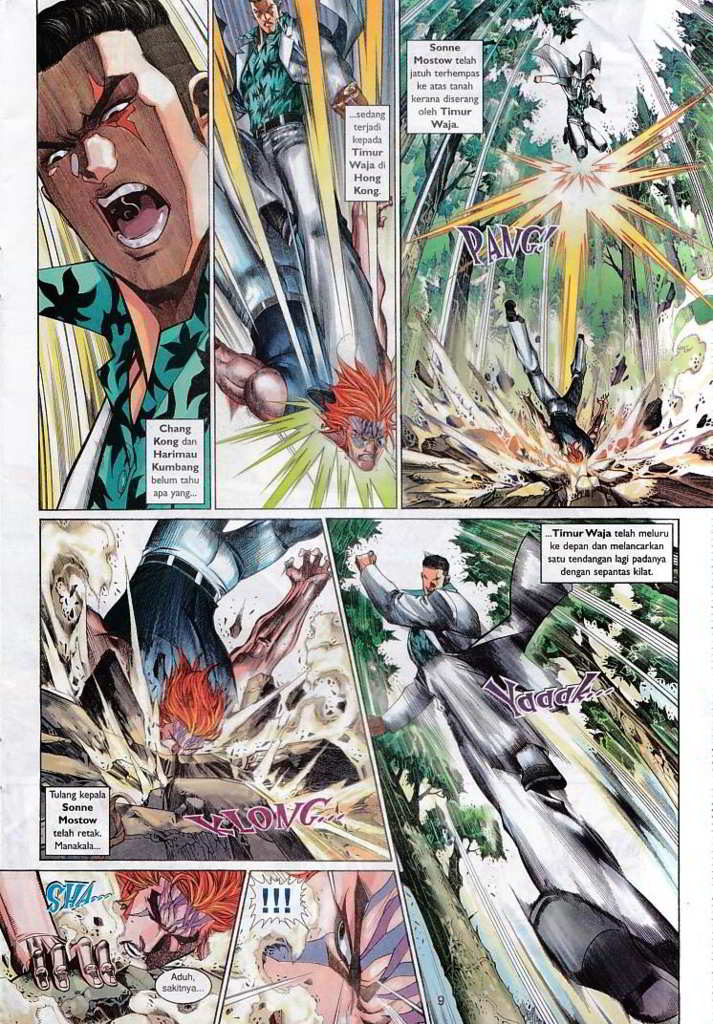 Chang
Kong dan
Harimau
Kumbang
belum tahu
apa yang...
...sedang
terjadi
kepada
Timur
Waja di
Hong
Kong.
Sonne
Mostow telah
jatuh terhempas
ke atas tanah
kerana diserang
oleh Timur
Waja.
PANG!
Tulang kepala
Sonne
Mostow
telah retak.
Manakala...
KLONG...
...Timur Waja telah meluru
ke depan dan melancarkan
satu tendangan lagi padanya
dengan sepantas kilat.
Yaaak...
SHA...
Aduh,
sakitnya...
!!!
9